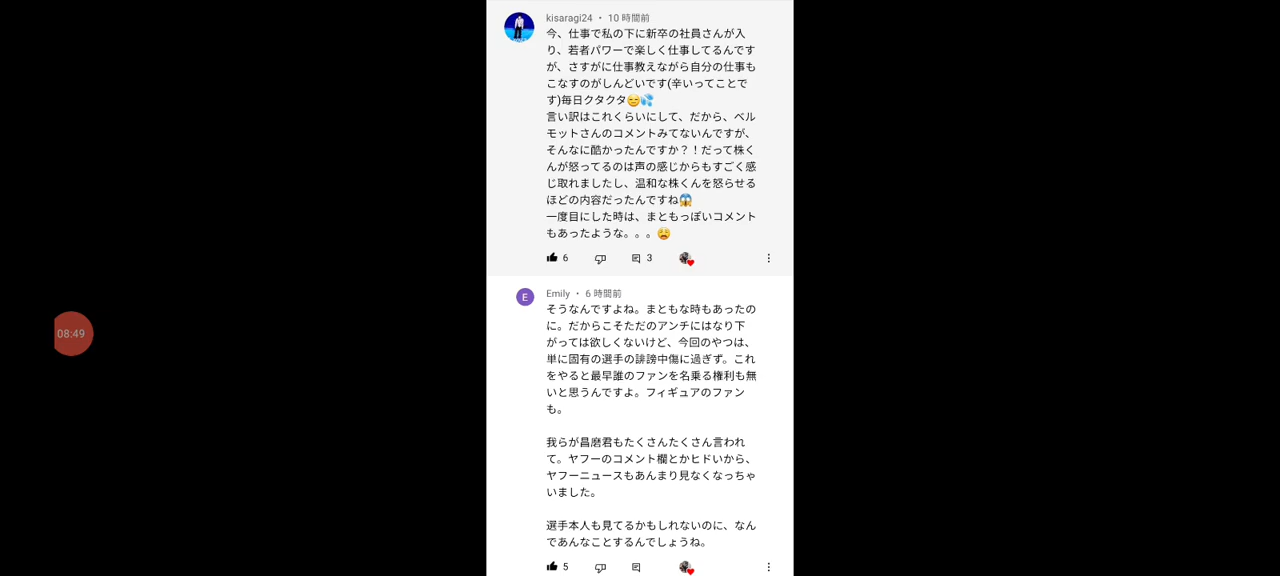 kisaragi24 • 10 時間前
今、仕事で私の下に新卒の社員さんが入
り、若者パワーで楽しく仕事してるんです
が、さすがに仕事教えながら自分の仕事も
こなすのがしんどいです(辛いってことで
す)毎日クタクタ😑💦
言い訳はこれくらいにして、だから、ベル
モットさんのコメントみてないんですが、
そんなに酷かったんですか？！だって株く
んが怒ってるのは声の感じからもすごく感
じ取れましたし、温和な株くんを怒らせる
ほどの内容だったんですね😱
一度目にした時は、まともっぽいコメント
もあったような。。。😩
6
3
E
Emily • 6 時間前
そうなんですよね。まともな時もあったの
に。だからこそただのアンチにはなり下
がっては欲しくないけど、今回のやつは、
単に固有の選手の誹謗中傷に過ぎず。これ
をやると最早誰のファンを名乗る権利も無
いと思うんですよ。フィギュアのファン
も。
我らが昌磨君もたくさんたくさん言われ
て。ヤフーのコメント欄とかヒドいから、
ヤフーニュースもあんまり見なくなっちゃ
いました。
選手本人も見てるかもしれないのに、なん
であんなことするんでしょうね。
5
08:49